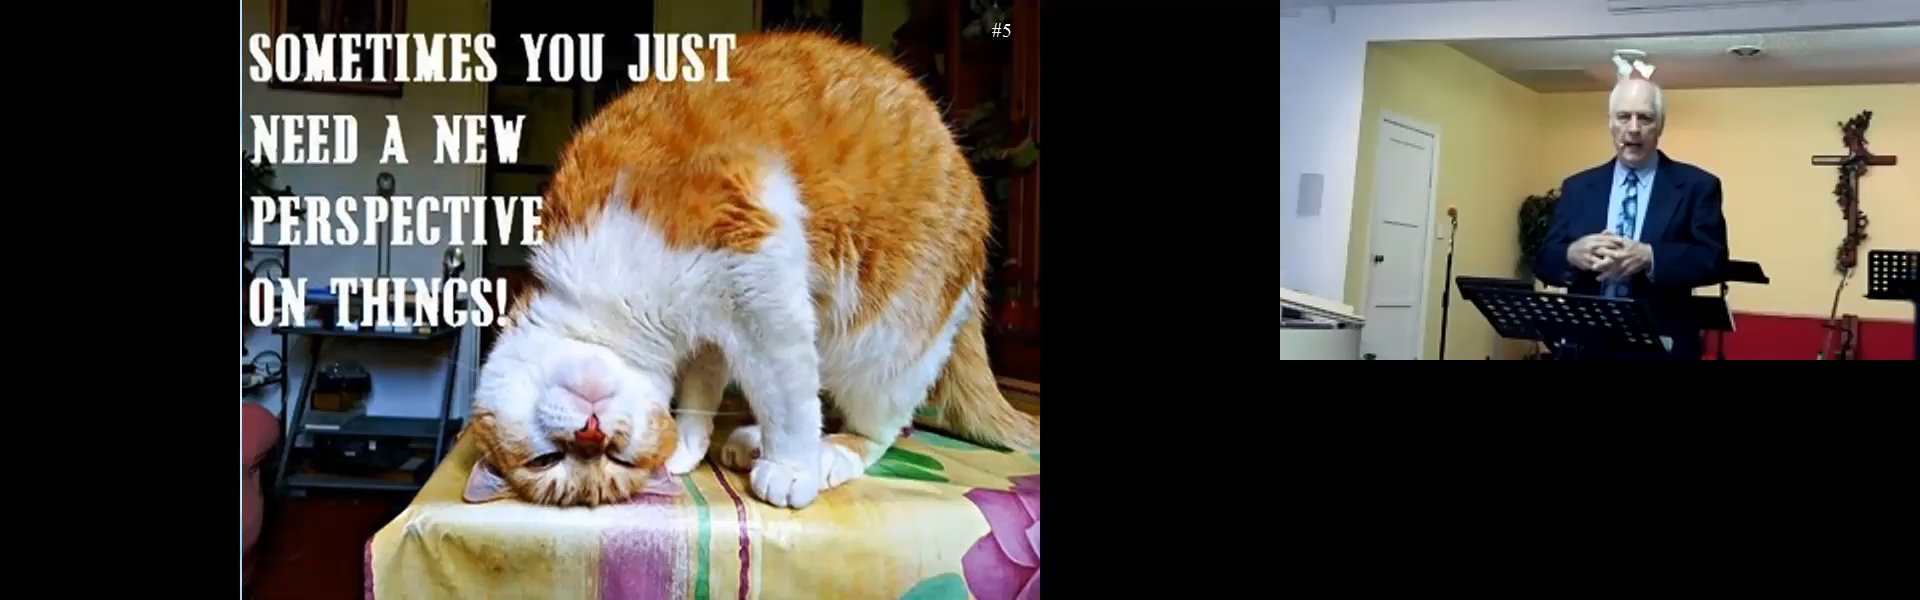 SOMETIMES YOU JUST
NEED A NEW
PERSPECTIVE
ON THINGS!
#5